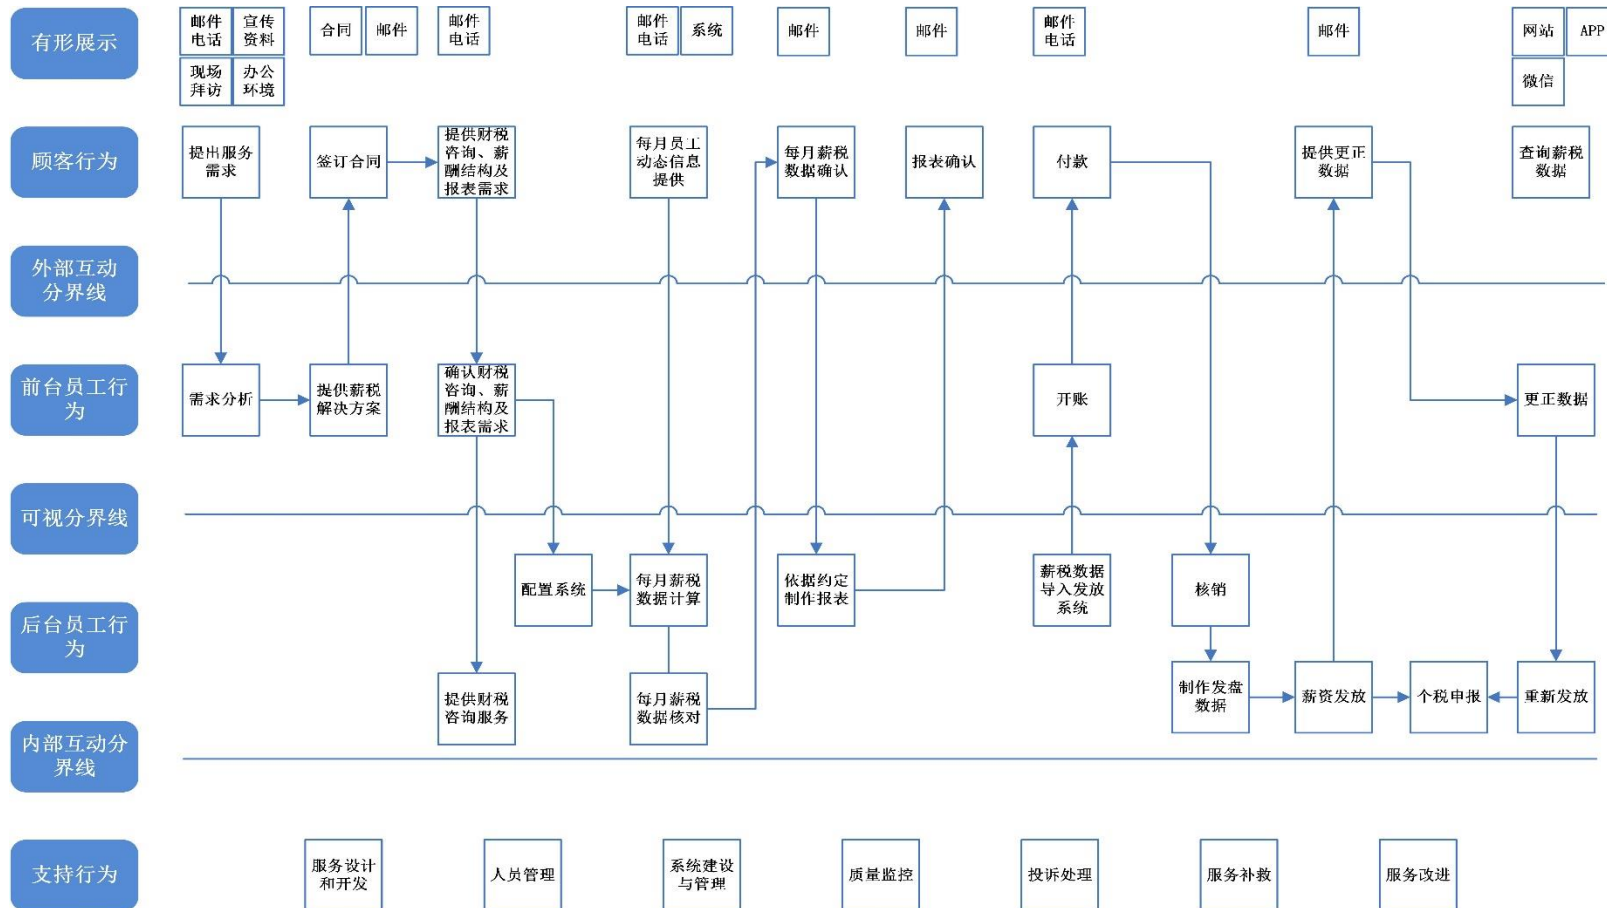 有形展示
邮件
电话
宣传
资料
现场
拜访
办公
环境
合同
邮件
邮件
电话
邮件
电话
系统
邮件
邮件
邮件
电话
邮件
网站
APP
微信
顾客行为
提出服务
需求
签订合同
提供财税
咨询、薪
酬结构及
报表需求
每月员工
动态信息
提供
每月薪税
数据确认
报表确认
付款
提供更正
数据
查询薪税
数据
外部互动
分界线
前台员工行
为
需求分析
提供薪税
解决方案
确认财税
咨询、薪
酬结构及
报表需求
开账
更正数据
可视分界线
后台员工行
为
配置系统
每月薪税
数据计算
依据约定
制作报表
薪税数据
导入发放
系统
核销
提供财税
咨询服务
每月薪税
数据核对
制作发盘
数据
薪资发放
个税申报
重新发放
内部互动分
界线
支持行为
服务设计
和开发
人员管理
系统建设
与管理
质量监控
投诉处理
服务补救
服务改进